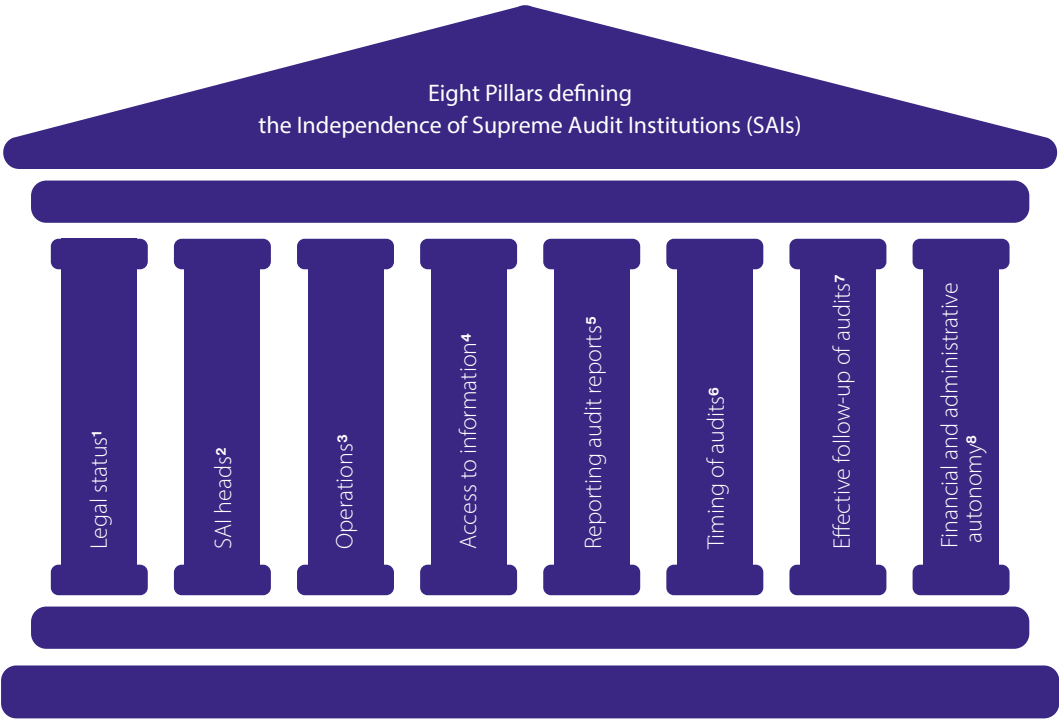 Eight Pillars defining
the Independence of Supreme Audit Institutions (SAIs)
Legal status¹
SAI heads²
Operations³
Access to information⁴
Reporting audit reports⁵
Timing of audits⁶
Effective follow-up of audits⁷
Financial and administrative
autonomy⁸